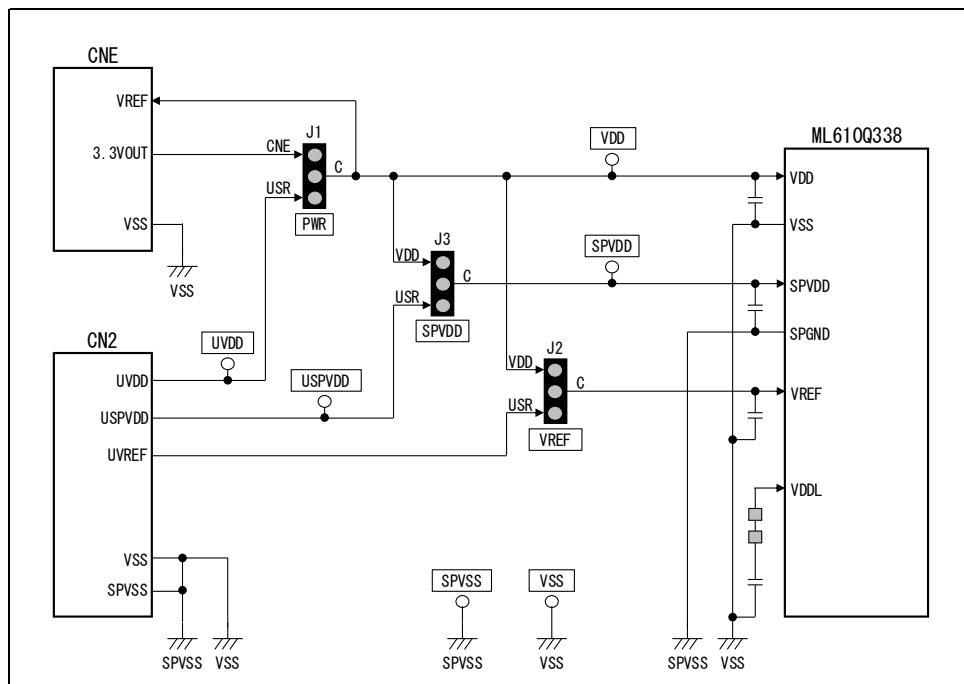 CNE
VREF
3.3VOUT
VSS
VSS
J1
CNE
C
USR
PWR
VDD
ML610Q338
VDD
VSS
SPVDD
SPGND
VREF
VDDL
J3
VDD
C
USR
SPVDD
SPVDD
J2
VDD
C
USR
VREF
CN2
UVDD
USPVDD
UVREF
VSS
SPVSS
UVDD
USPVDD
SPVSS
VSS
SPVSS
SPVSS
VSS
VSS
SPVSS
VSS